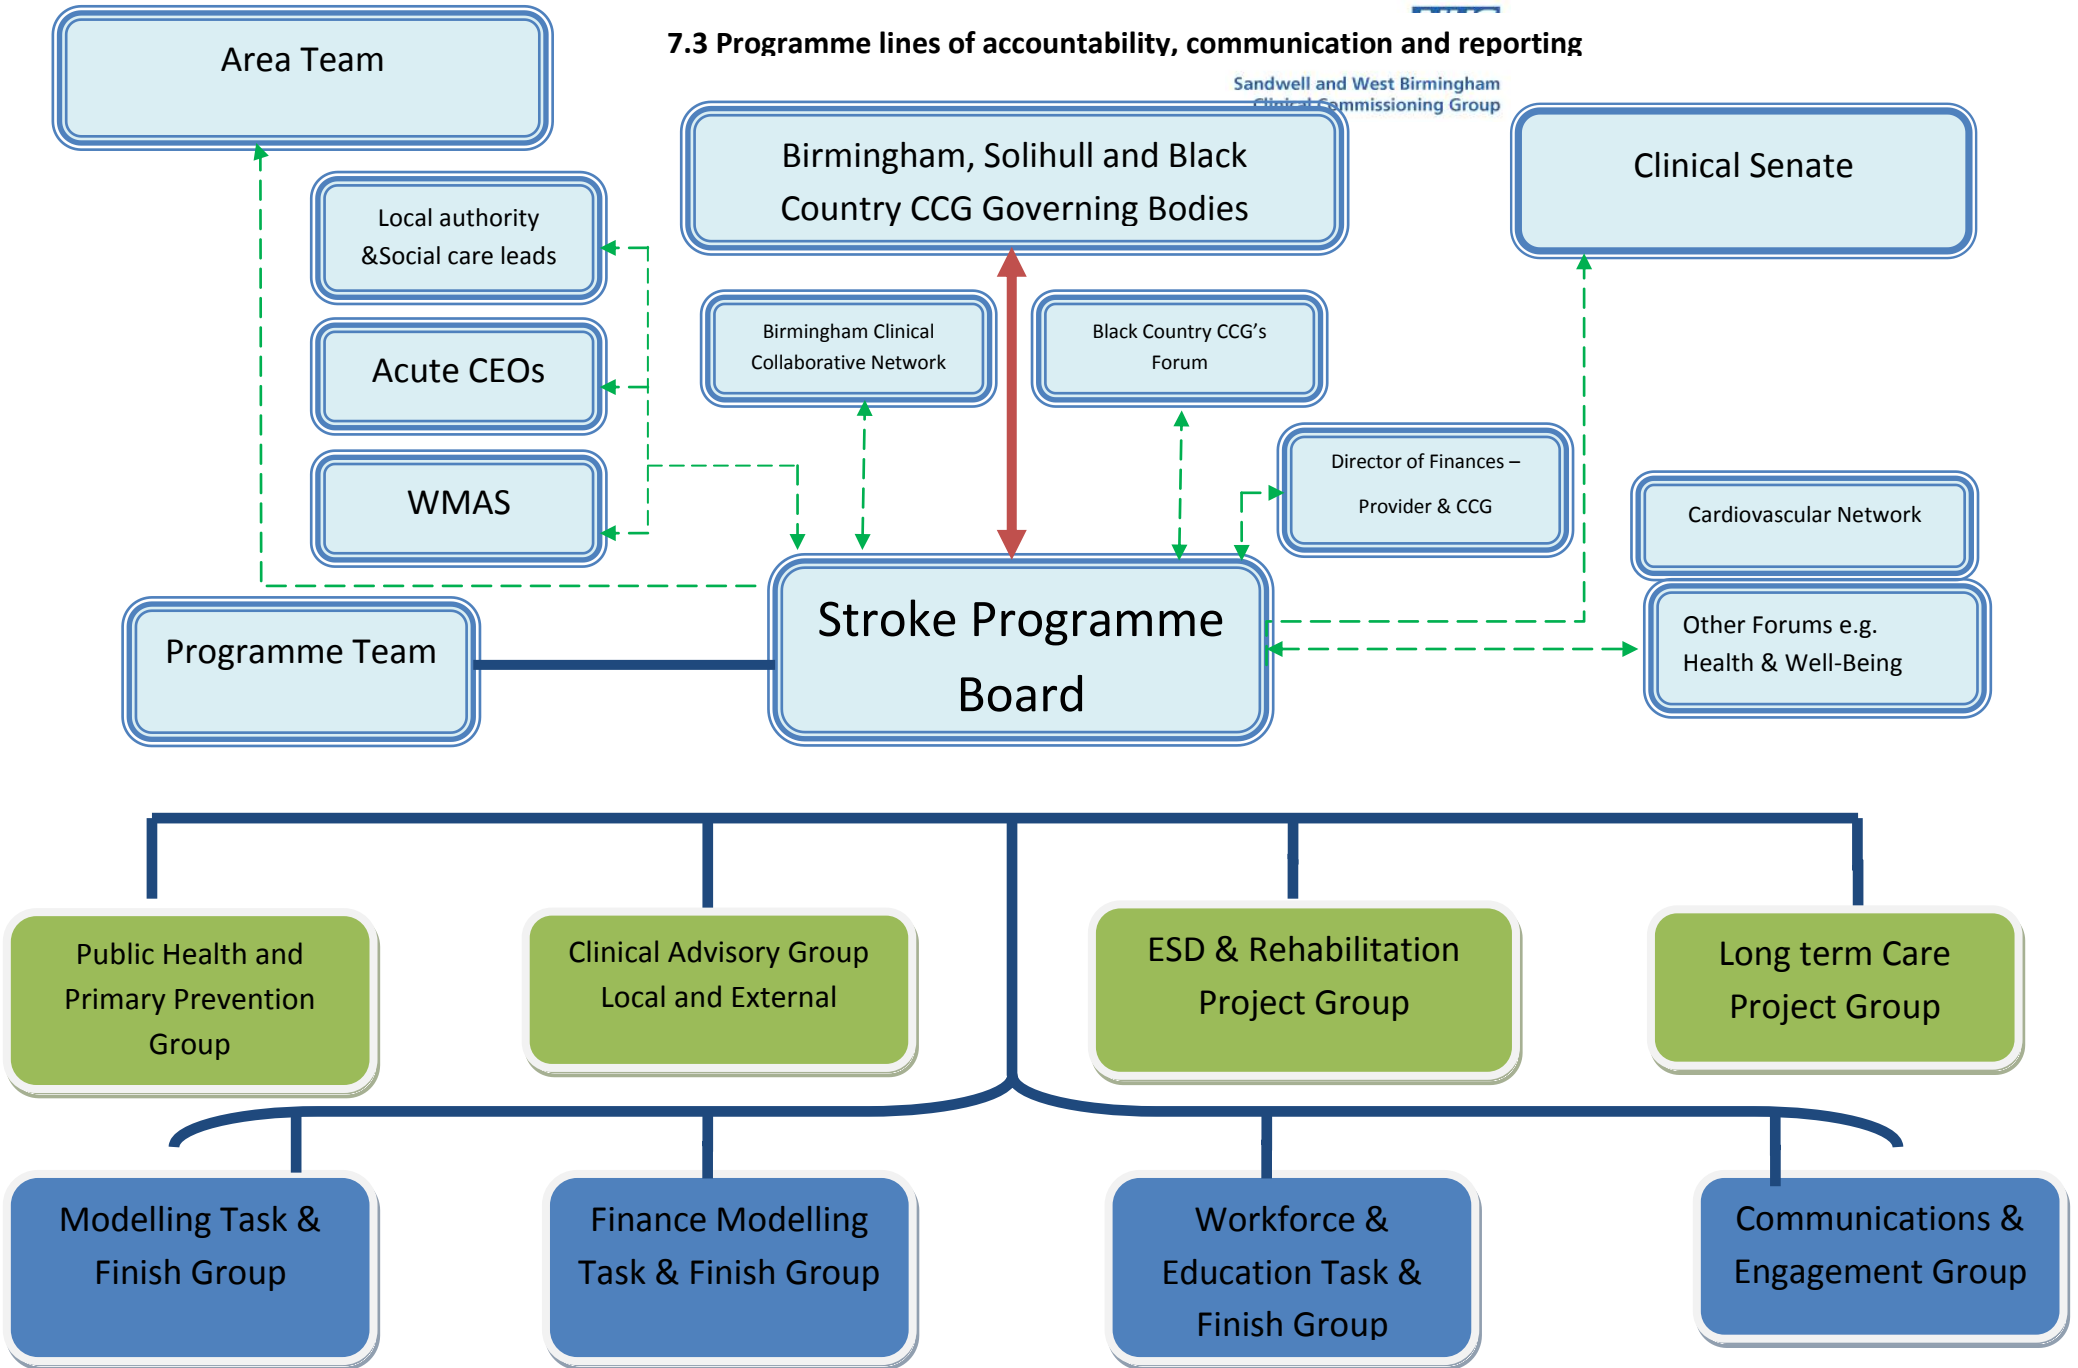 7.3 Programme lines of accountability, communication and reporting
Sandwell and West Birmingham
Clinical Commissioning Group
Area Team
Birmingham, Solihull and Black
Country CCG Governing Bodies
Clinical Senate
Local authority
&Social care leads
Acute CEOs
WMAS
Birmingham Clinical
Collaborative Network
Black Country CCG's
Forum
Director of Finances –
Provider & CCG
Cardiovascular Network
Other Forums e.g.
Health & Well-Being
Programme Team
Stroke Programme
Board
Public Health and
Primary Prevention
Group
Clinical Advisory Group
Local and External
ESD & Rehabilitation
Project Group
Long term Care
Project Group
Modelling Task &
Finish Group
Finance Modelling
Task & Finish Group
Workforce &
Education Task &
Finish Group
Communications &
Engagement Group